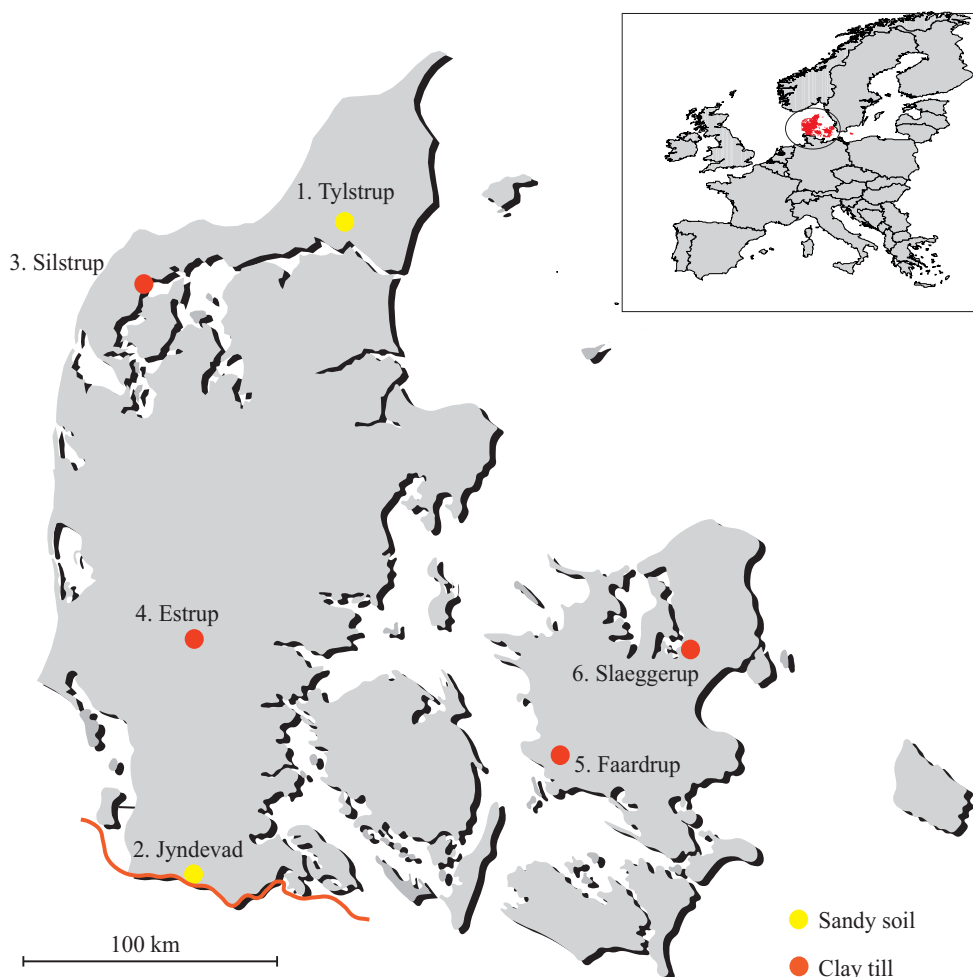 1. Tylstrup
3. Silstrup
4. Estrup
6. Slaeggerup
5. Faardrup
2. Jyndevad
100 km
Sandy soil
Clay till